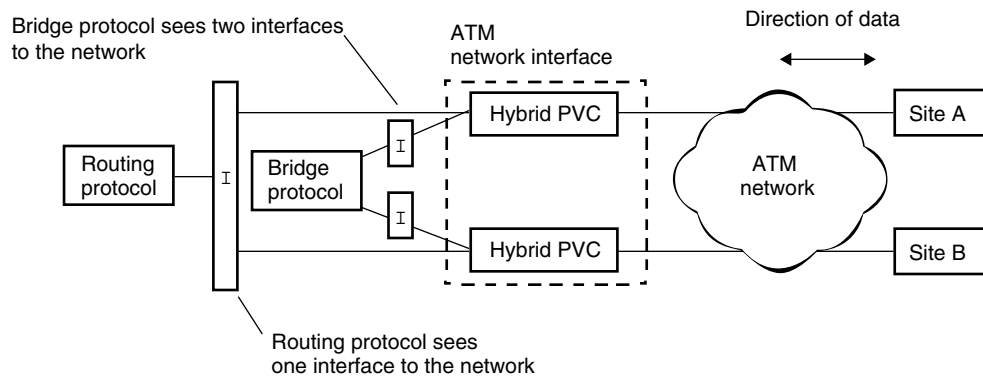 Bridge protocol sees two interfaces
to the network
ATM
network interface
Direction of data
Hybrid PVC
Site A
I
Routing
protocol
I
Bridge
protocol
ATM
network
I
Hybrid PVC
Site B
Routing protocol sees
one interface to the network